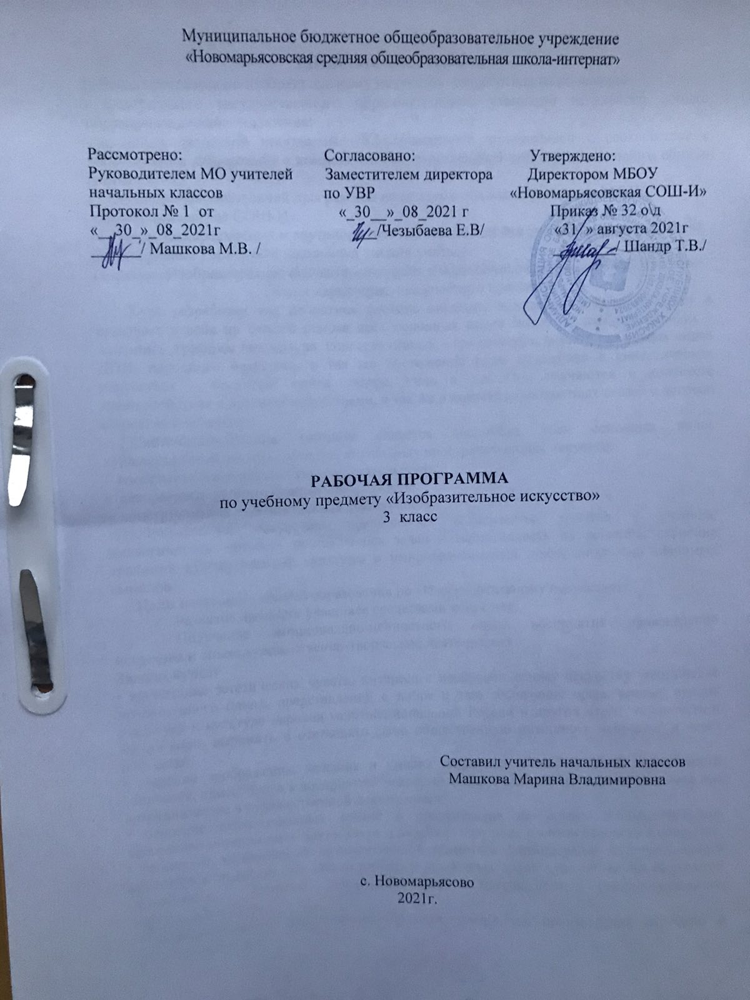 Муниципальное бюджетное общеобразовательное учреждение
«Новомарьясовская средняя общеобразовательная школа-интернат»
Рассмотрено:
Руководителем МО учителей
начальных классов
Протокол № 1 от
«__30_»_08_2021г
______/ Машкова М.В. /
Согласовано:
Заместителем директора
по УВР
«_30__»_08_2021 г
___/Чезыбаева Е.В/
Утверждено:
Директором МБОУ
«Новомарьясовская СОШ-И»
Приказ № 32 о\д
«31 » августа 2021г
_______/ Шандр Т.В./
РАБОЧАЯ ПРОГРАММА
по учебному предмету «Изобразительное искусство»
3 класс
Составил учитель начальных классов
Машкова Марина Владимировна
с. Новомарьясово
2021г.